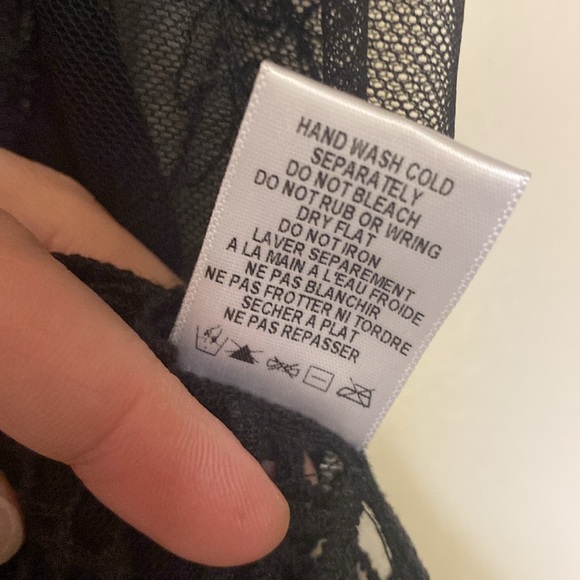 HAND WASH COLD
SEPARATELY
DO NOT BLEACH
DO NOT RUB OR WRING
DRY FLAT
DO NOT IRON
LAVER SEPAREMENT
A LA MAIN A L'EAU FROIDE
NE PAS BLANCHIR
NE PAS FROTTER NI TORDRE
SECHER A PLAT
NE PAS REPASSER